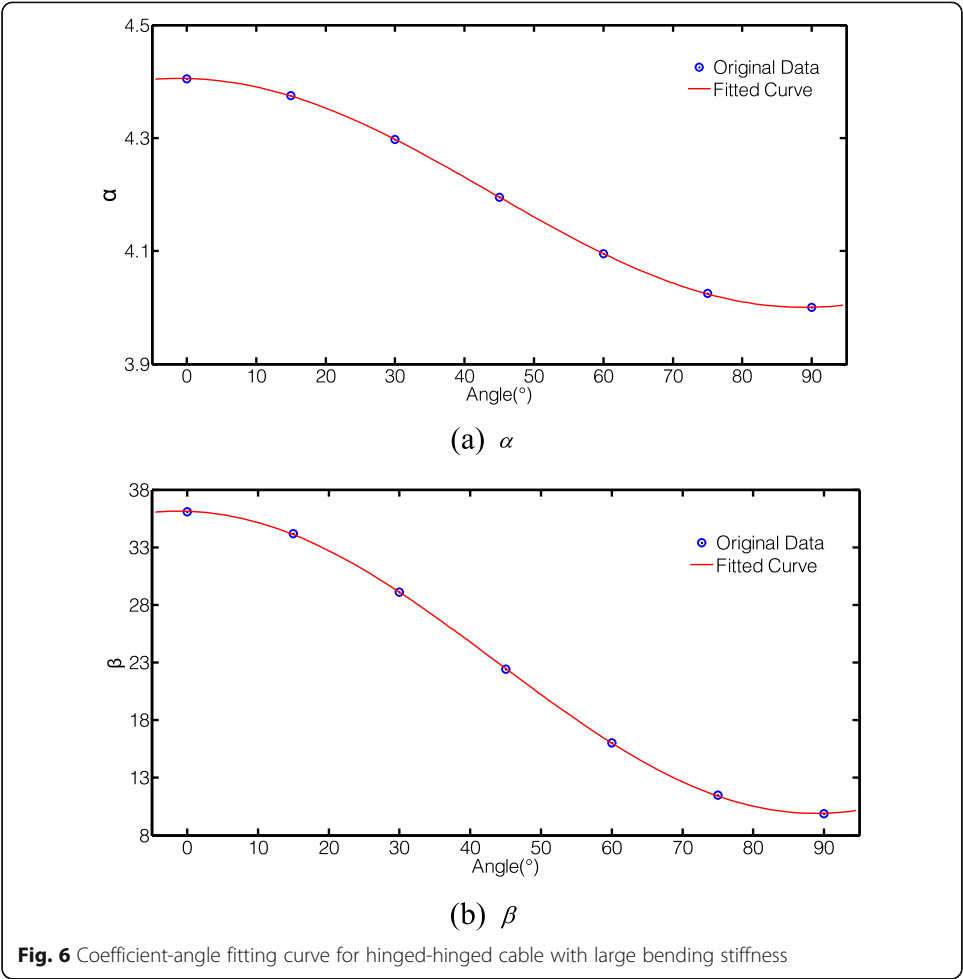 4.5
Original Data
Fitted Curve
4.3
α
4.1
3.9
0 10 20 30 40 50 60 70 80 90
Angle(°)
(a) α
38
33
Original Data
Fitted Curve
28
β
23
18
13
8
0 10 20 30 40 50 60 70 80 90
Angle(°)
(b) β
Fig. 6 Coefficient-angle fitting curve for hinged-hinged cable with large bending stiffness